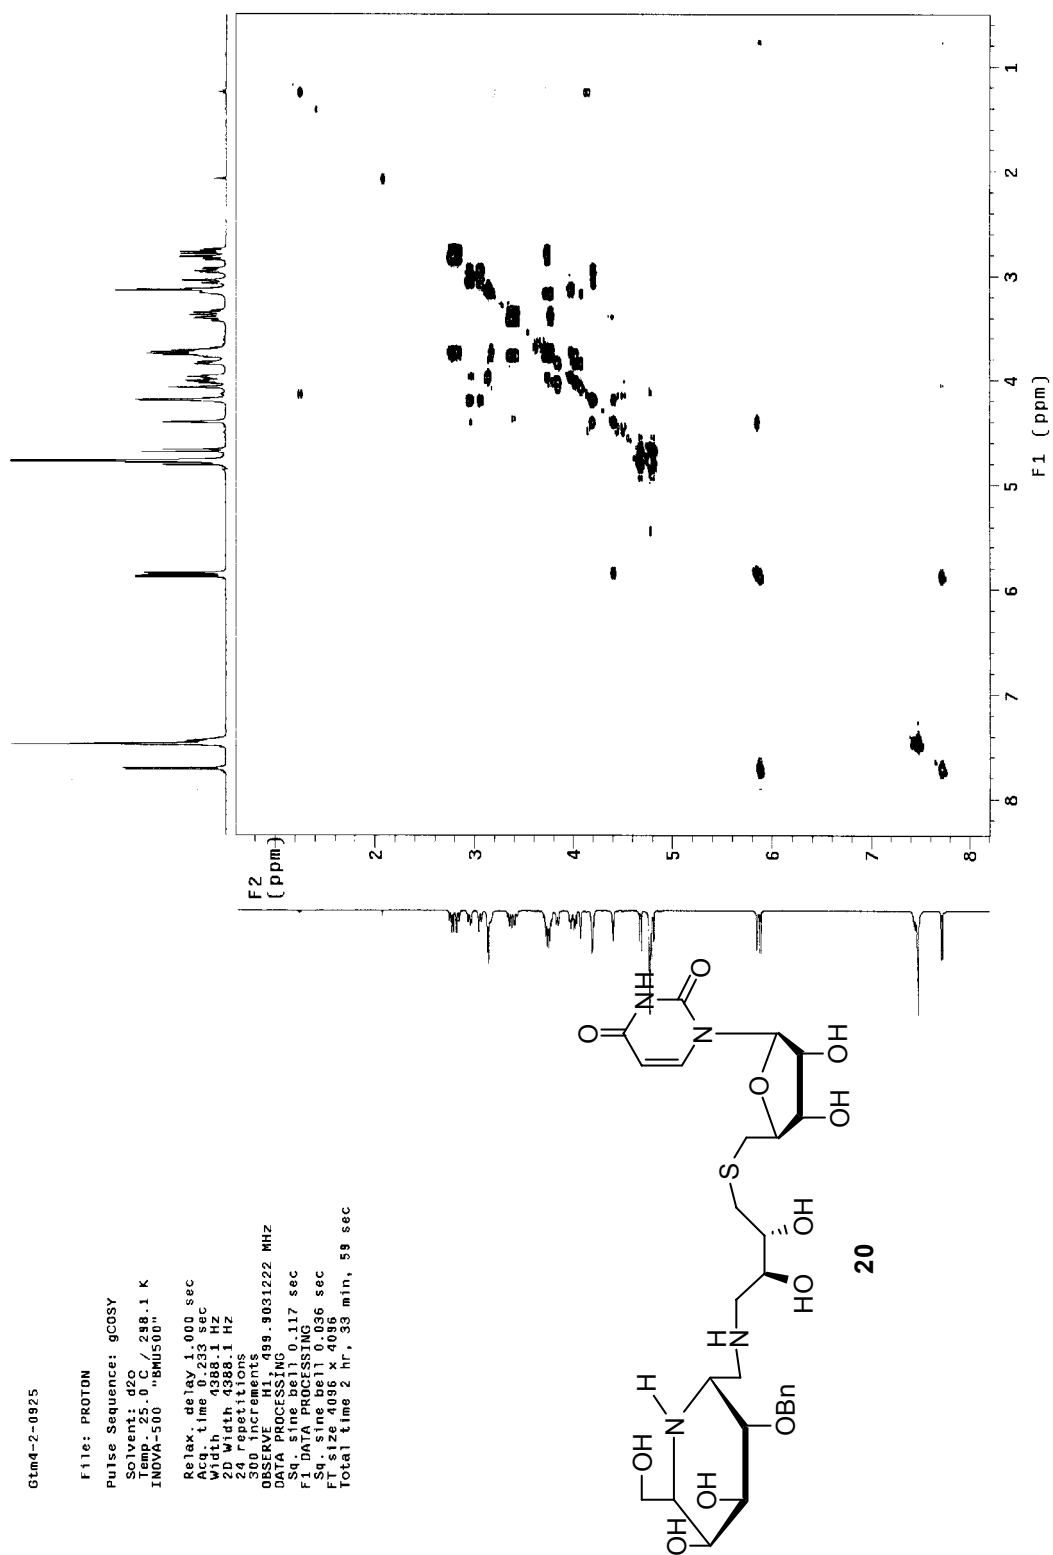 Gtm4-2-0925
File: PROTON
Pulse Sequence: gCOSY
Solvent: d2o
Temp. 25.0 C / 298.1 K
INOVA-500 "BMU500"
Relax. delay 1.000 sec
Acq. time 0.233 sec
Width 4388.1 Hz
2D Width 4388.1 Hz
24 repetitions
300 increments
OBSERVE H1, 499.9031222 MHz
DATA PROCESSING
Sq. sine bell 0.117 sec
F1 DATA PROCESSING
Sq. sine bell 0.036 sec
FT size 4096 x 4096
Total time 2 hr, 33 min, 59 sec
F2
(ppm)
2
3
4
5
6
7
8
1
2
3
4
5
6
7
8
F1 (ppm)
O
NH
O
N
O
OH
OH
S
OH
HO
H
N
H
N
OBn
OH
OH
OH
20